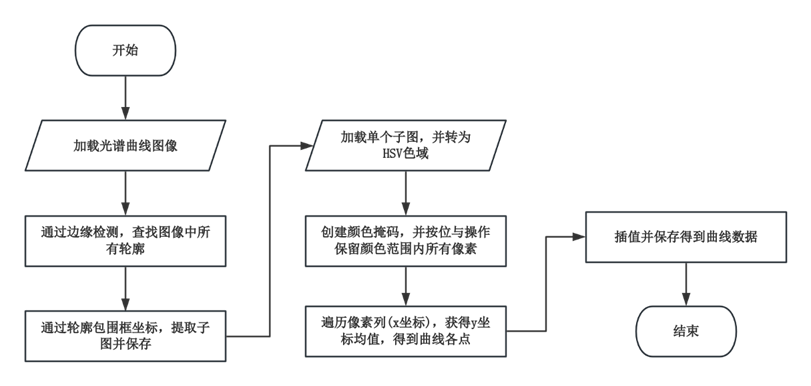 开始
加载光谱曲线图像
通过边缘检测，查找图像中所
有轮廓
通过轮廓包围框坐标，提取子
图并保存
加载单个子图，并转为
HSV色域
创建颜色掩码，并按位与操作
保留颜色范围内所有像素
遍历像素列(x坐标)，获得y坐
标均值，得到曲线各点
插值并保存得到曲线数据
结束